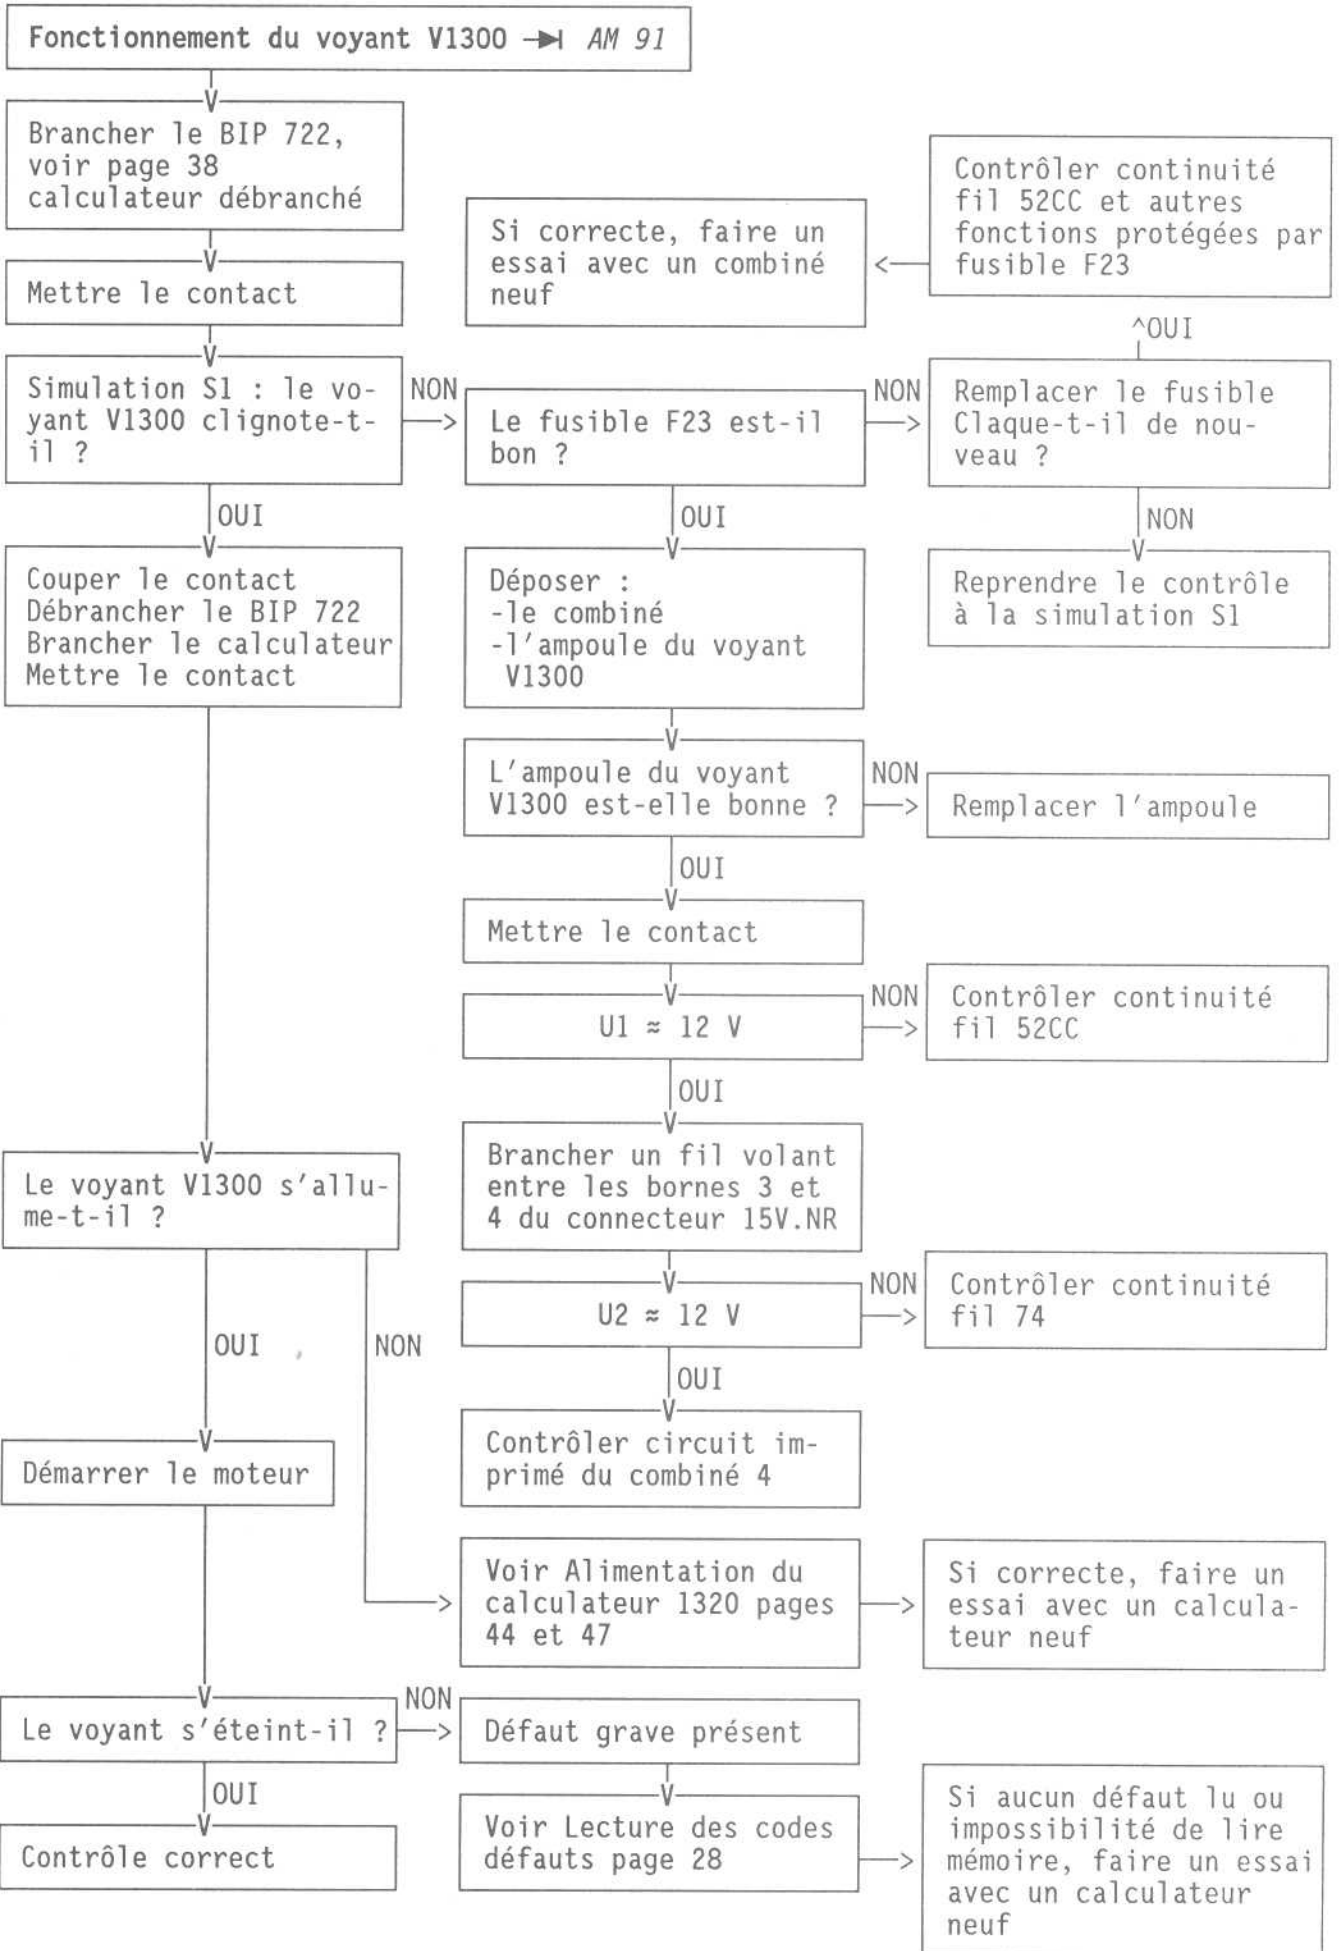 Fonctionnement du voyant V1300 AM 91
Brancher le BIP 722,
voir page 38
calculateur débranché
Mettre le contact
Simulation S1 : le vo-
yant V1300 clignote-t-
il ?
NON
Le fusible F23 est-il
bon ?
NON
Remplacer le fusible
Claque-t-il de nou-
veau ?
OUI
Contrôler continuité
fil 52CC et autres
fonctions protégées par
fusible F23
Si correcte, faire un
essai avec un combiné
neuf
NON
Reprendre le contrôle
à la simulation S1
OUI
Couper le contact
Débrancher le BIP 722
Brancher le calculateur
Mettre le contact
OUI
Déposer :
-le combiné
-l'ampoule du voyant
V1300
L'ampoule du voyant
V1300 est-elle bonne ?
NON
Remplacer l'ampoule
OUI
Mettre le contact
U1 ≈ 12 V
NON
Contrôler continuité
fil 52CC
OUI
Brancher un fil volant
entre les bornes 3 et
4 du connecteur 15V.NR
U2 ≈ 12 V
NON
Contrôler continuité
fil 74
OUI
Contrôler circuit im-
primé du combiné 4
Le voyant V1300 s'allu-
me-t-il ?
OUI
NON
Démarrer le moteur
Voir Alimentation du
calculateur 1320 pages
44 et 47
Si correcte, faire un
essai avec un calcula-
teur neuf
Le voyant s'éteint-il ?
NON
Défaut grave présent
OUI
Contrôle correct
Voir Lecture des codes
défauts page 28
Si aucun défaut lu ou
impossibilité de lire
mémoire, faire un essai
avec un calculateur
neuf